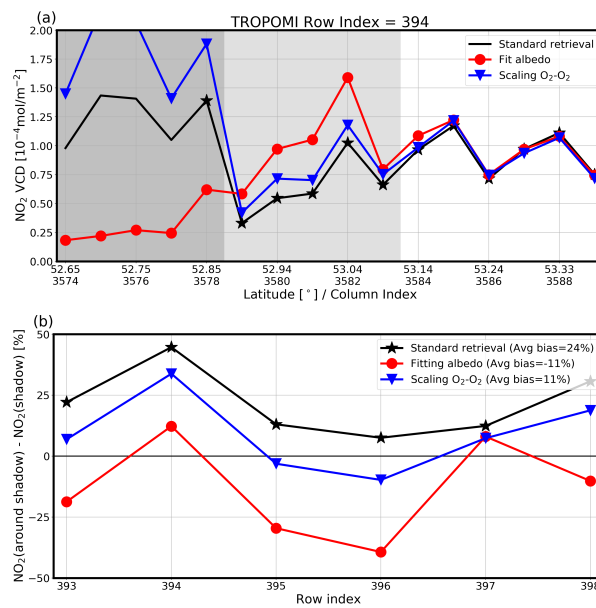 (a)
TROPOMI Row Index = 394
NO₂ VCD [10⁻⁴mol/m⁻²]
2.00
1.75
1.50
1.25
1.00
0.75
0.50
0.25
0.00
Standard retrieval
Fit albedo
Scaling O₂-O₂
52.65 52.75 52.85 52.94 53.04 53.14 53.24 53.33
3574 3576 3578 3580 3582 3584 3586 3588
Latitude [°] / Column Index
(b)
NO₂(around shadow) - NO₂(shadow) [%]
50
25
0
−25
−50
Standard retrieval (Avg bias=24%)
Fitting albedo (Avg bias=-11%)
Scaling O₂-O₂ (Avg bias=11%)
393 394 395 396 397 398
Row index